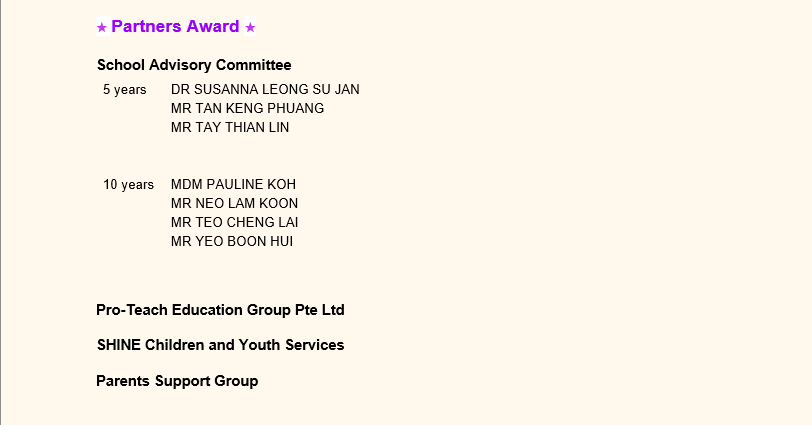 ★ Partners Award ★
School Advisory Committee
5 years DR SUSANNA LEONG SU JAN
MR TAN KENG PHUANG
MR TAY THIAN LIN
10 years MDM PAULINE KOH
MR NEO LAM KOON
MR TEO CHENG LAI
MR YEO BOON HUI
Pro-Teach Education Group Pte Ltd
SHINE Children and Youth Services
Parents Support Group